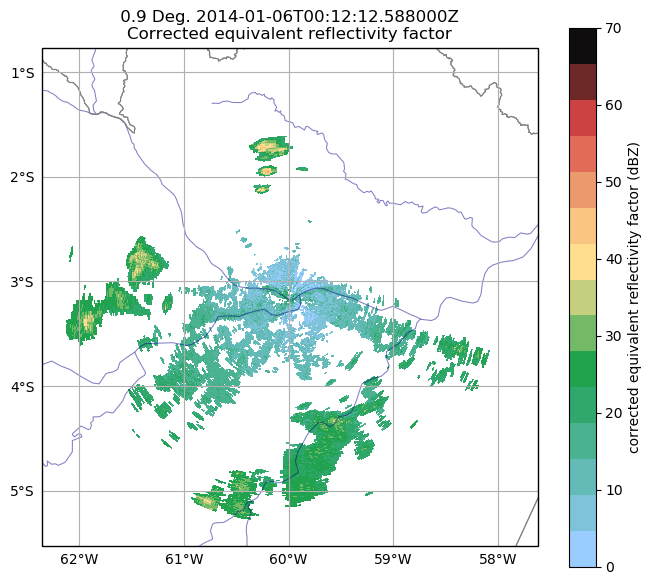 0.9 Deg. 2014-01-06T00:12:12.588000Z
Corrected equivalent reflectivity factor
1°S
2°S
3°S
4°S
5°S
62°W
61°W
60°W
59°W
58°W
70
60
50
40
30
20
10
0
corrected equivalent reflectivity factor (dBZ)